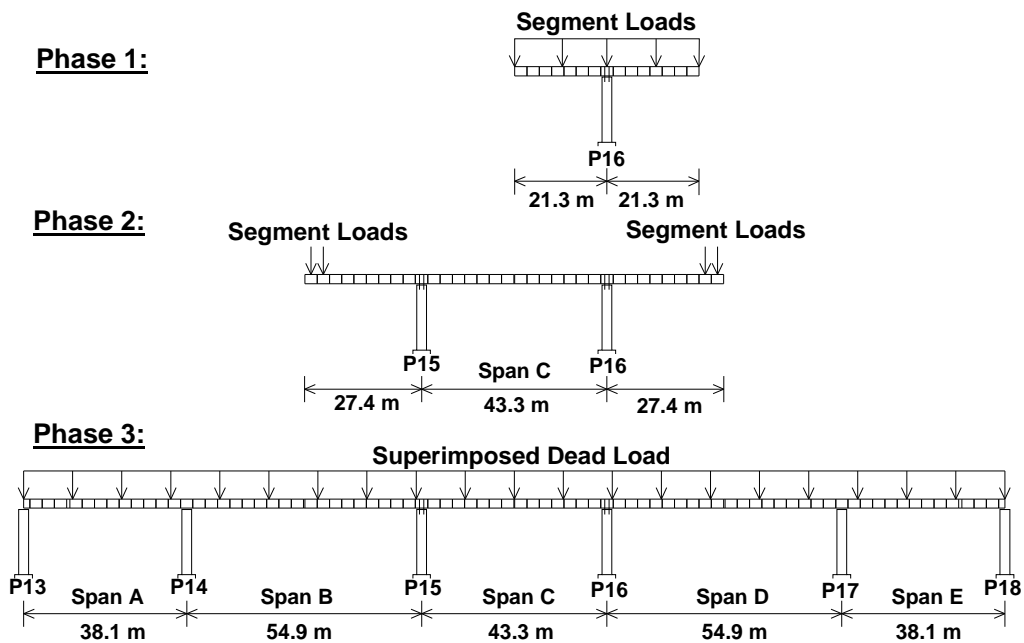 Segment Loads
Phase 1:
P16
21.3 m 21.3 m
Phase 2:
Segment Loads Segment Loads
P15 Span C P16
27.4 m 43.3 m 27.4 m
Phase 3:
Superimposed Dead Load
P13 P14 P15 P16 P17 P18
Span A Span B Span C Span D Span E
38.1 m 54.9 m 43.3 m 54.9 m 38.1 m